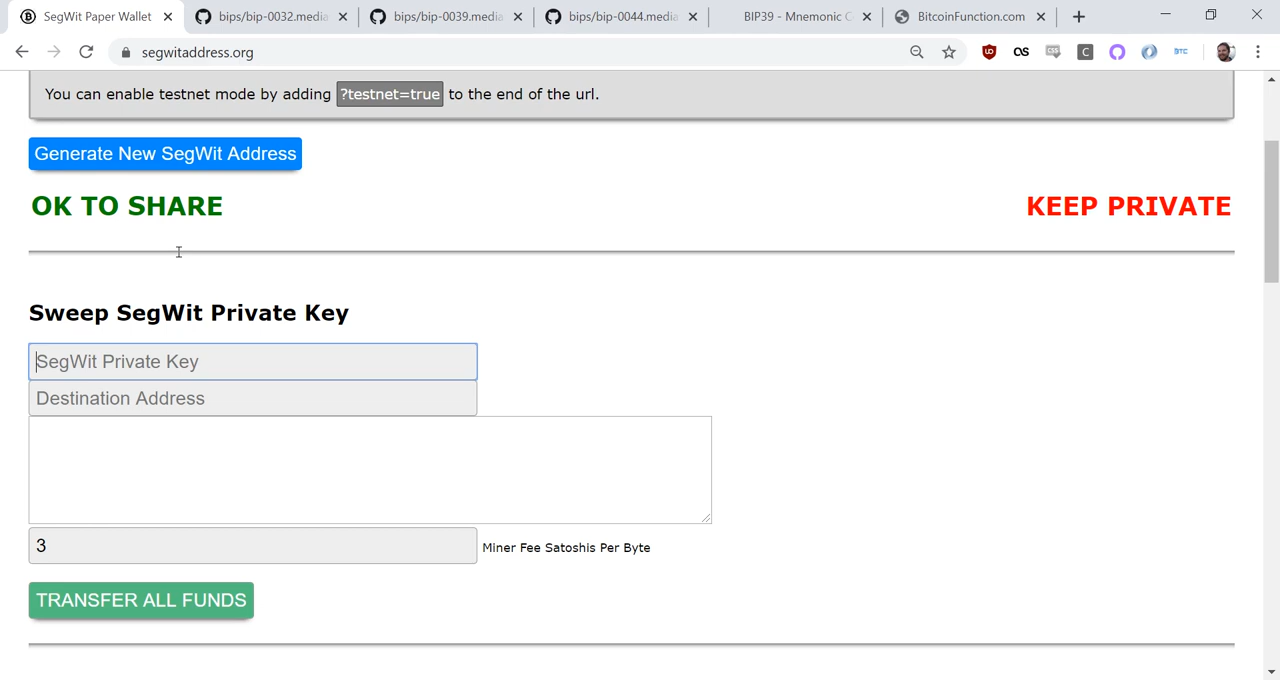 SegWit Paper Wallet
bips/bip-0032.media
bips/bip-0039.media
bips/bip-0044.media
BIP39 - Mnemonic C
BitcoinFunction.com
segwitaddress.org
You can enable testnet mode by adding ?testnet=true to the end of the url.
Generate New SegWit Address
OK TO SHARE
KEEP PRIVATE
Sweep SegWit Private Key
SegWit Private Key
Destination Address
3
Miner Fee Satoshis Per Byte
TRANSFER ALL FUNDS